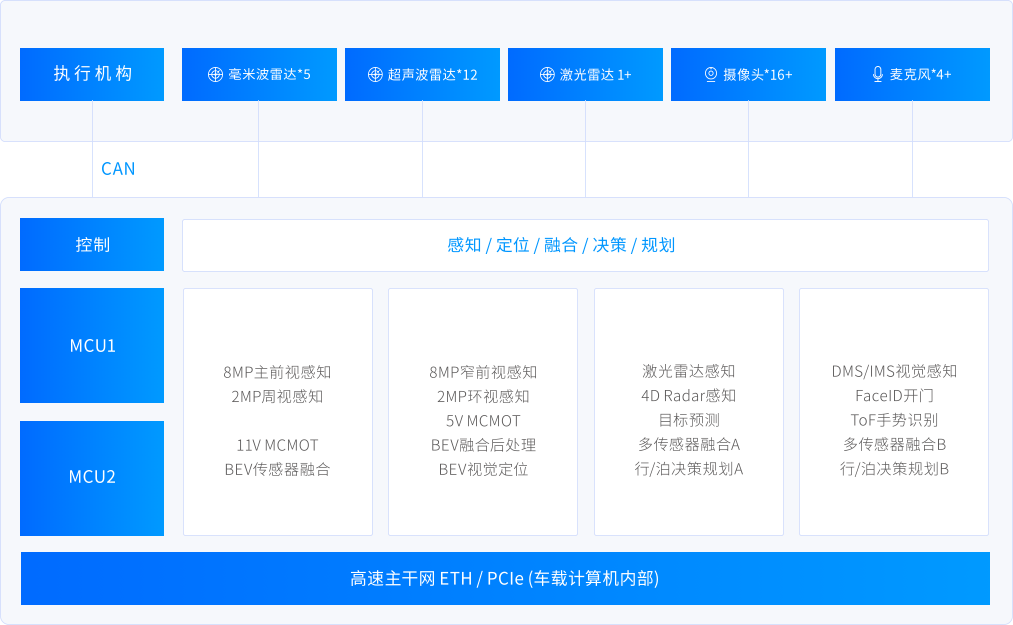 执行机构
毫米波雷达*5
超声波雷达*12
激光雷达 1+
摄像头*16+
麦克风*4+
CAN
控制
感知 / 定位 / 融合 / 决策 / 规划
MCU1
MCU2
8MP主前视感知
2MP周视感知
11V MCMOT
BEV传感器融合
8MP窄前视感知
2MP环视感知
5V MCMOT
BEV融合后处理
BEV视觉定位
激光雷达感知
4D Radar感知
目标预测
多传感器融合A
行/泊决策规划A
DMS/IMS视觉感知
FaceID开门
ToF手势识别
多传感器融合B
行/泊决策规划B
高速主干网 ETH / PCIe (车载计算机内部)